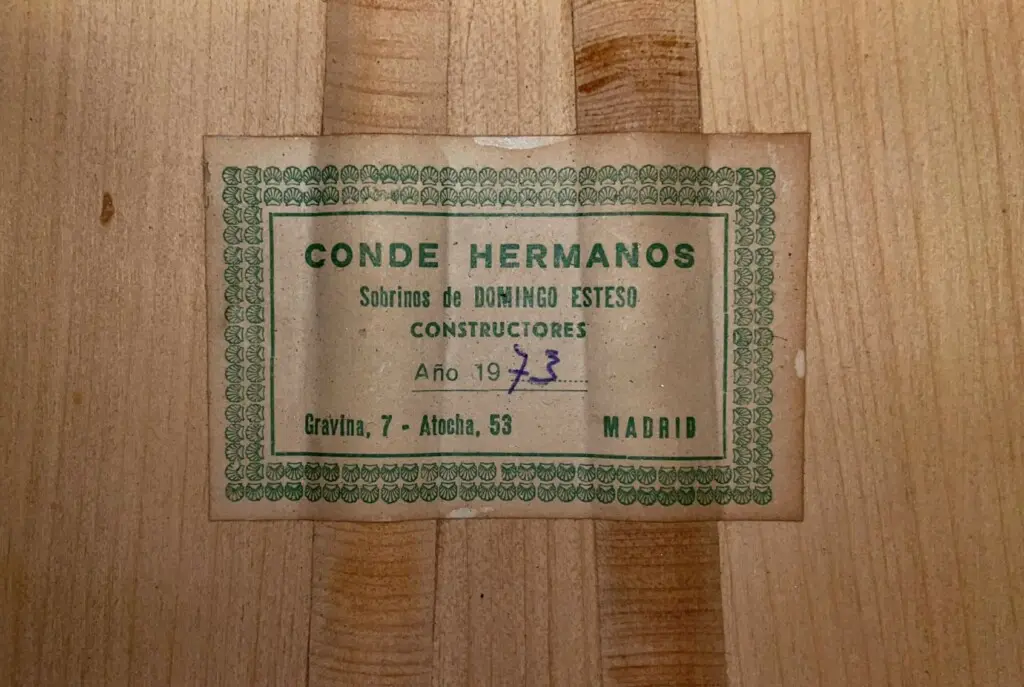 CONDE HERMANOS
Sobrinos de DOMINGO ESTESO
CONSTRUCTORES
Año 1973
Gravina, 7 - Atocha, 53 MADRID